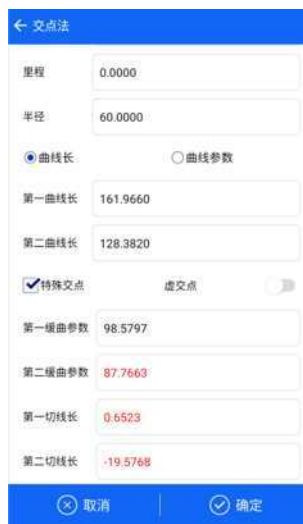 交点法
里程 0.0000
半径 60.0000
曲线长 曲线参数
第一曲线长 161.9660
第二曲线长 128.3820
特殊交点 虚交点
第一缓曲参数 98.5797
第二缓曲参数 87.7663
第一切线长 0.6523
第二切线长 -19.5768
取消 确定